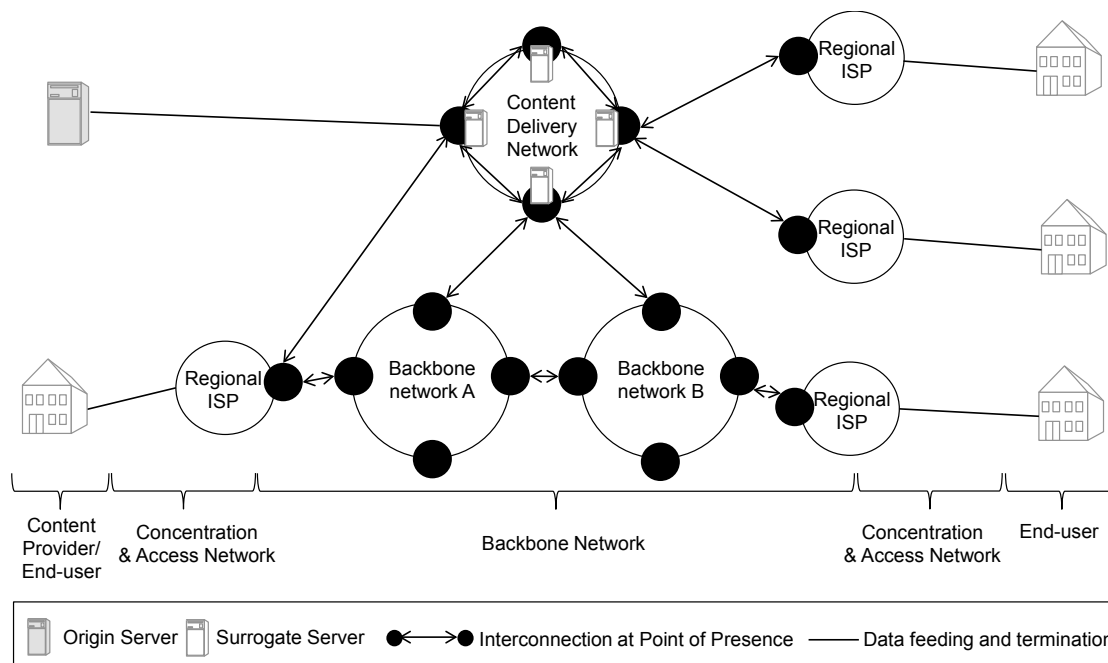 Regional
ISP
Content
Delivery
Network
Regional
ISP
Regional
ISP
Backbone
network A
Backbone
network B
Regional
ISP
Content
Provider/
End-user
Concentration
& Access Network
Backbone Network
Concentration
& Access Network
End-user
Origin Server
Surrogate Server
Interconnection at Point of Presence
Data feeding and termination